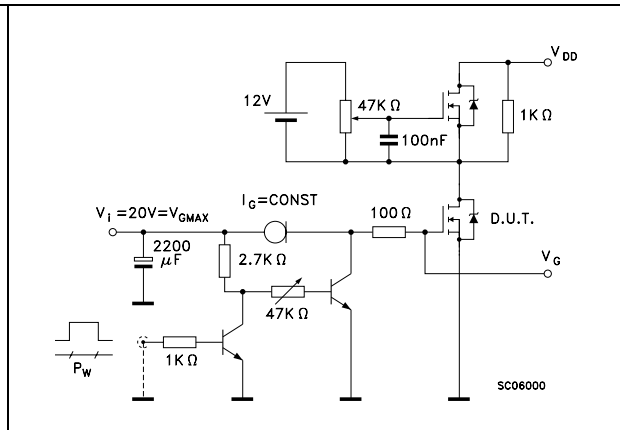 V DD
12V
47K Ω
1K Ω
100nF
I G =CONST
V i =20V=V GMAX
100 Ω
D.U.T.
2200
μF
2.7K Ω
V G
47K Ω
1K Ω
P W
SC06000